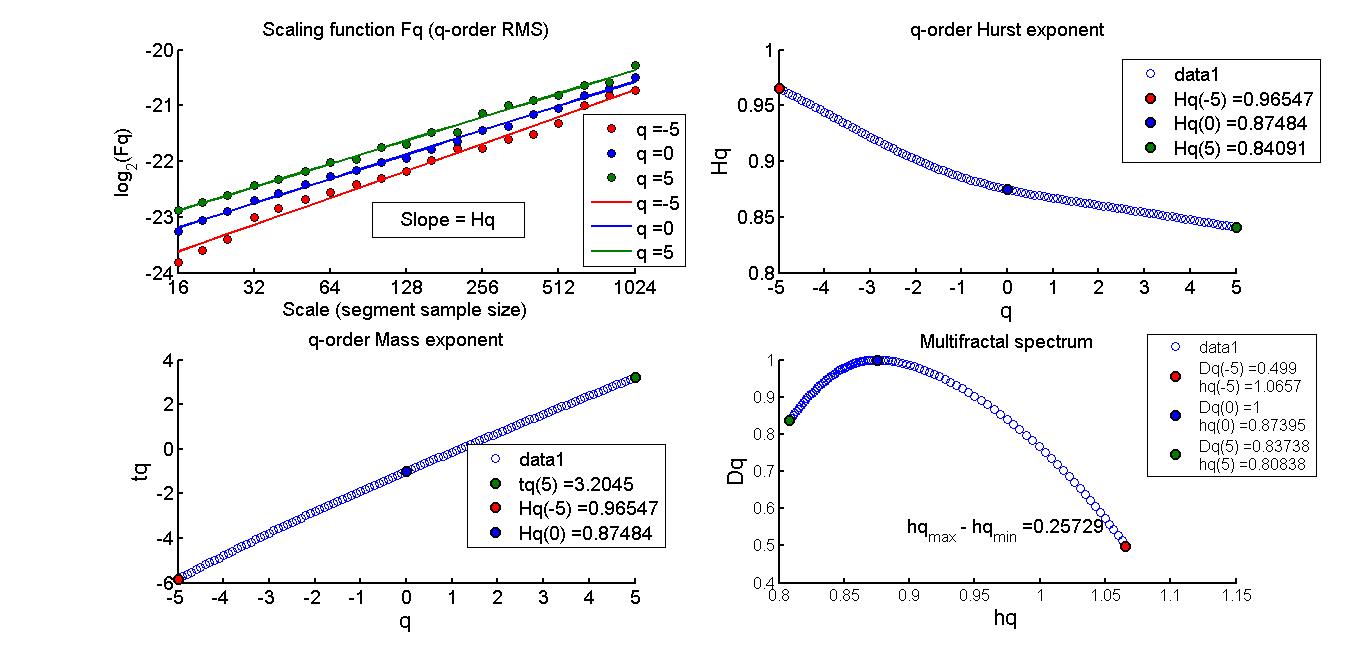 Scaling function Fq (q-order RMS)
-20
-21
-22
-23
-24
log2(Fq)
16 32 64 128 256 512 1024
Scale (segment sample size)
Slope = Hq
q =-5
q =0
q =5
q =-5
q =0
q =5
q-order Hurst exponent
1
0.95
0.9
0.85
0.8
Hq
-5 -4 -3 -2 -1 0 1 2 3 4 5
q
data1
Hq(-5) =0.96547
Hq(0) =0.87484
Hq(5) =0.84091
q-order Mass exponent
4
2
0
-2
-4
-6
tq
-5 -4 -3 -2 -1 0 1 2 3 4 5
q
data1
tq(5) =3.2045
Hq(-5) =0.96547
Hq(0) =0.87484
Multifractal spectrum
1
0.9
0.8
0.7
0.6
0.5
0.4
Dq
0.8 0.85 0.9 0.95 1 1.05 1.1 1.15
hq
hqmax - hqmin =0.25729
data1
Dq(-5) =0.499
hq(-5) =1.0657
Dq(0) =1
hq(0) =0.87395
Dq(5) =0.83738
hq(5) =0.80838